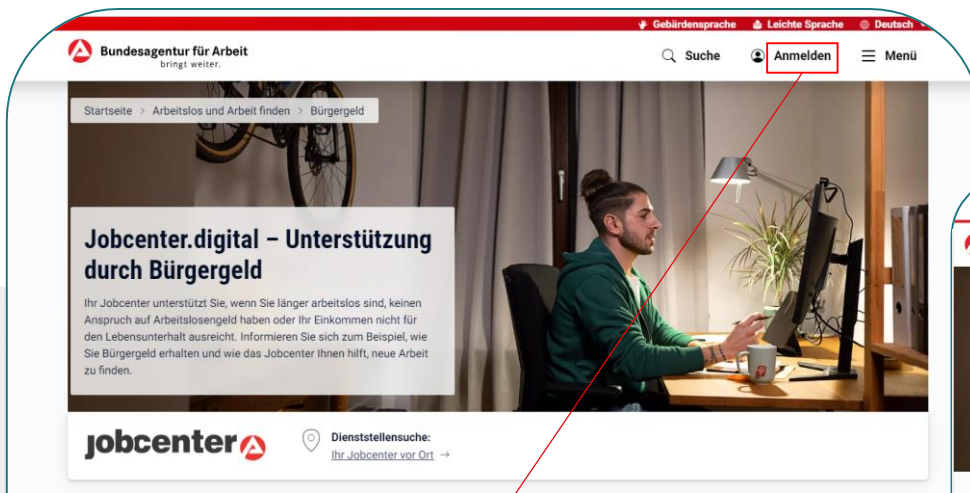 Gebärdensprache Leichte Sprache Deutsch
Bundesagentur für Arbeit
bringt weiter.
Suche Anmelden Menü
Startseite > Arbeitslos und Arbeit finden > Bürgergeld
Jobcenter.digital – Unterstützung
durch Bürgergeld
Ihr Jobcenter unterstützt Sie, wenn Sie länger arbeitslos sind, keinen
Anspruch auf Arbeitslosengeld haben oder Ihr Einkommen nicht für
den Lebensunterhalt ausreicht. Informieren Sie sich zum Beispiel, wie
Sie Bürgergeld erhalten und wie das Jobcenter Ihnen hilft, neue Arbeit
zu finden.
jobcenter
Dienststellensuche:
Ihr Jobcenter vor Ort →